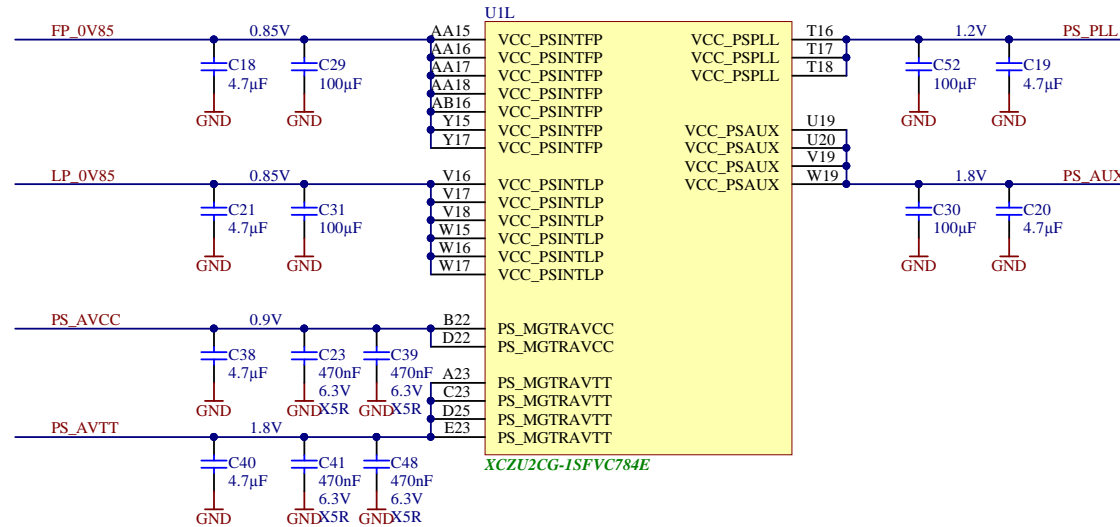 U1L
FP_0V85 0.85V AA15 VCC_PSINTFP VCC_PSPLL T16 1.2V PS_PLL
AA16 VCC_PSINTFP VCC_PSPLL T17
C18 C29 AA17 VCC_PSINTFP VCC_PSPLL T18 C52 C19
4.7µF 100µF AA18 VCC_PSINTFP 100µF 4.7µF
AB16 VCC_PSINTFP
GND GND Y15 VCC_PSINTFP VCC_PSAUX U19 GND GND
Y17 VCC_PSINTFP VCC_PSAUX U20
VCC_PSAUX V19
LP_0V85 0.85V V16 VCC_PSINTLP VCC_PSAUX W19 1.8V PS_AUX
V17 VCC_PSINTLP
C21 C31 V18 VCC_PSINTLP C30 C20
4.7µF 100µF W15 VCC_PSINTLP 100µF 4.7µF
W16 VCC_PSINTLP
GND GND W17 VCC_PSINTLP GND GND
PS_AVCC 0.9V B22 PS_MGTRAVCC
D22 PS_MGTRAVCC
C38 C23 C39
4.7µF 470nF 470nF
A23 PS_MGTRAVTT
6.3V 6.3V
C23 PS_MGTRAVTT
GND GND X5R GND X5R
D25 PS_MGTRAVTT
PS_AVTT 1.8V E23 PS_MGTRAVTT
C40 C41 C48 XCZU2CG-1SFVC784E
4.7µF 470nF 470nF
6.3V 6.3V
GND GND X5R GND X5R